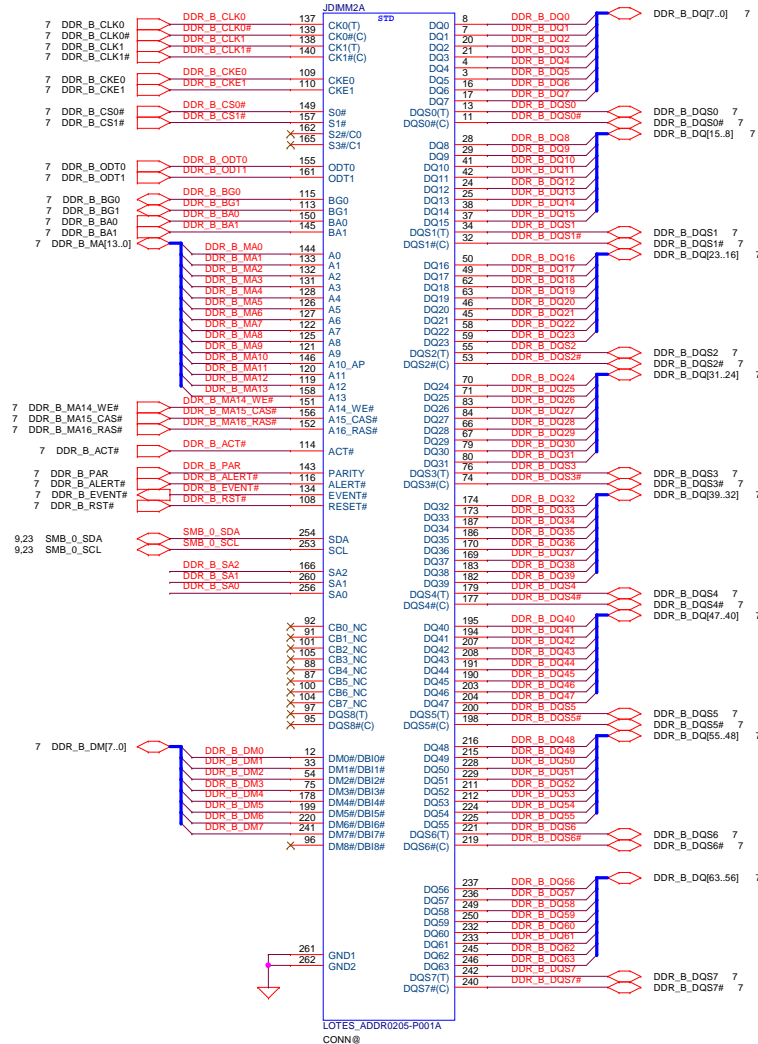 JDIMM2A
STD
7 DDR_B_CLK0 DDR_B_CLK0 137 CK0(T)
7 DDR_B_CLK0# DDR_B_CLK0# 139 CK0#(C)
7 DDR_B_CLK1 DDR_B_CLK1 138 CK1(T)
7 DDR_B_CLK1# DDR_B_CLK1# 140 CK1#(C)
7 DDR_B_CKE0 DDR_B_CKE0 109 CKE0
7 DDR_B_CKE1 DDR_B_CKE1 110 CKE1
7 DDR_B_CS0# DDR_B_CS0# 149 S0#
7 DDR_B_CS1# DDR_B_CS1# 157 S1#
162 S2#/C0
165 S3#/C1
7 DDR_B_ODT0 DDR_B_ODT0 155 ODT0
7 DDR_B_ODT1 DDR_B_ODT1 161 ODT1
7 DDR_B_BG0 DDR_B_BG0 115 BG0
7 DDR_B_BG1 DDR_B_BG1 113 BG1
7 DDR_B_BA0 DDR_B_BA0 150 BA0
7 DDR_B_BA1 DDR_B_BA1 145 BA1
7 DDR_B_MA[13..0]
DDR_B_MA0 144 A0
DDR_B_MA1 133 A1
DDR_B_MA2 132 A2
DDR_B_MA3 131 A3
DDR_B_MA4 128 A4
DDR_B_MA5 126 A5
DDR_B_MA6 127 A6
DDR_B_MA7 122 A7
DDR_B_MA8 125 A8
DDR_B_MA9 121 A9
DDR_B_MA10 146 A10_AP
DDR_B_MA11 120 A11
DDR_B_MA12 119 A12
DDR_B_MA13 158 A13
7 DDR_B_MA14_WE# DDR_B_MA14_WE# 151 A14_WE#
7 DDR_B_MA15_CAS# DDR_B_MA15_CAS# 156 A15_CAS#
7 DDR_B_MA16_RAS# DDR_B_MA16_RAS# 152 A16_RAS#
7 DDR_B_ACT# DDR_B_ACT# 114 ACT#
7 DDR_B_PAR DDR_B_PAR 143 PARITY
7 DDR_B_ALERT# DDR_B_ALERT# 116 ALERT#
7 DDR_B_EVENT# DDR_B_EVENT# 134 EVENT#
7 DDR_B_RST# DDR_B_RST# 108 RESET#
9,23 SMB_0_SDA SMB_0_SDA 254 SDA
9,23 SMB_0_SCL SMB_0_SCL 253 SCL
DDR_B_SA2 166 SA2
DDR_B_SA1 260 SA1
DDR_B_SA0 256 SA0
92 CB0_NC
91 CB1_NC
101 CB2_NC
105 CB3_NC
88 CB4_NC
87 CB5_NC
100 CB6_NC
104 CB7_NC
97 DQS8(T)
95 DQS8#(C)
7 DDR_B_DM[7..0]
DDR_B_DM0 12 DM0#/DBI0#
DDR_B_DM1 33 DM1#/DBI1#
DDR_B_DM2 54 DM2#/DBI2#
DDR_B_DM3 75 DM3#/DBI3#
DDR_B_DM4 178 DM4#/DBI4#
DDR_B_DM5 199 DM5#/DBI5#
DDR_B_DM6 220 DM6#/DBI6#
DDR_B_DM7 241 DM7#/DBI7#
96 DM8#/DBI8#
261 GND1
262 GND2
DQ0 8 DDR_B_DQ0 DDR_B_DQ[7..0] 7
DQ1 7 DDR_B_DQ1
DQ2 20 DDR_B_DQ2
DQ3 21 DDR_B_DQ3
DQ4 4 DDR_B_DQ4
DQ5 3 DDR_B_DQ5
DQ6 16 DDR_B_DQ6
DQ7 17 DDR_B_DQ7
DQS0(T) 13 DDR_B_DQS0 DDR_B_DQS0 7
DQS0#(C) 11 DDR_B_DQS0# DDR_B_DQS0# 7
DDR_B_DQ[15..8] 7
DQ8 28 DDR_B_DQ8
DQ9 29 DDR_B_DQ9
DQ10 41 DDR_B_DQ10
DQ11 42 DDR_B_DQ11
DQ12 24 DDR_B_DQ12
DQ13 25 DDR_B_DQ13
DQ14 38 DDR_B_DQ14
DQ15 37 DDR_B_DQ15
DQS1(T) 34 DDR_B_DQS1 DDR_B_DQS1 7
DQS1#(C) 32 DDR_B_DQS1# DDR_B_DQS1# 7
DDR_B_DQ[23..16] 7
DQ16 50 DDR_B_DQ16
DQ17 49 DDR_B_DQ17
DQ18 62 DDR_B_DQ18
DQ19 63 DDR_B_DQ19
DQ20 46 DDR_B_DQ20
DQ21 45 DDR_B_DQ21
DQ22 58 DDR_B_DQ22
DQ23 59 DDR_B_DQ23
DQS2(T) 55 DDR_B_DQS2 DDR_B_DQS2 7
DQS2#(C) 53 DDR_B_DQS2# DDR_B_DQS2# 7
DDR_B_DQ[31..24] 7
DQ24 70 DDR_B_DQ24
DQ25 71 DDR_B_DQ25
DQ26 83 DDR_B_DQ26
DQ27 84 DDR_B_DQ27
DQ28 66 DDR_B_DQ28
DQ29 67 DDR_B_DQ29
DQ30 79 DDR_B_DQ30
DQ31 80 DDR_B_DQ31
DQS3(T) 76 DDR_B_DQS3 DDR_B_DQS3 7
DQS3#(C) 74 DDR_B_DQS3# DDR_B_DQS3# 7
DDR_B_DQ[39..32] 7
DQ32 174 DDR_B_DQ32
DQ33 173 DDR_B_DQ33
DQ34 187 DDR_B_DQ34
DQ35 186 DDR_B_DQ35
DQ36 170 DDR_B_DQ36
DQ37 169 DDR_B_DQ37
DQ38 183 DDR_B_DQ38
DQ39 182 DDR_B_DQ39
DQS4(T) 179 DDR_B_DQS4 DDR_B_DQS4 7
DQS4#(C) 177 DDR_B_DQS4# DDR_B_DQS4# 7
DDR_B_DQ[47..40] 7
DQ40 195 DDR_B_DQ40
DQ41 194 DDR_B_DQ41
DQ42 207 DDR_B_DQ42
DQ43 208 DDR_B_DQ43
DQ44 191 DDR_B_DQ44
DQ45 190 DDR_B_DQ45
DQ46 203 DDR_B_DQ46
DQ47 204 DDR_B_DQ47
DQS5(T) 200 DDR_B_DQS5 DDR_B_DQS5 7
DQS5#(C) 198 DDR_B_DQS5# DDR_B_DQS5# 7
DDR_B_DQ[55..48] 7
DQ48 216 DDR_B_DQ48
DQ49 215 DDR_B_DQ49
DQ50 228 DDR_B_DQ50
DQ51 229 DDR_B_DQ51
DQ52 211 DDR_B_DQ52
DQ53 212 DDR_B_DQ53
DQ54 224 DDR_B_DQ54
DQ55 225 DDR_B_DQ55
DQS6(T) 221 DDR_B_DQS6 DDR_B_DQS6 7
DQS6#(C) 219 DDR_B_DQS6# DDR_B_DQS6# 7
DDR_B_DQ[63..56] 7
DQ56 237 DDR_B_DQ56
DQ57 236 DDR_B_DQ57
DQ58 249 DDR_B_DQ58
DQ59 250 DDR_B_DQ59
DQ60 232 DDR_B_DQ60
DQ61 233 DDR_B_DQ61
DQ62 245 DDR_B_DQ62
DQ63 246 DDR_B_DQ63
DQS7(T) 242 DDR_B_DQS7 DDR_B_DQS7 7
DQS7#(C) 240 DDR_B_DQS7# DDR_B_DQS7# 7
LOTES_ADDR0205-P001A
CONN@